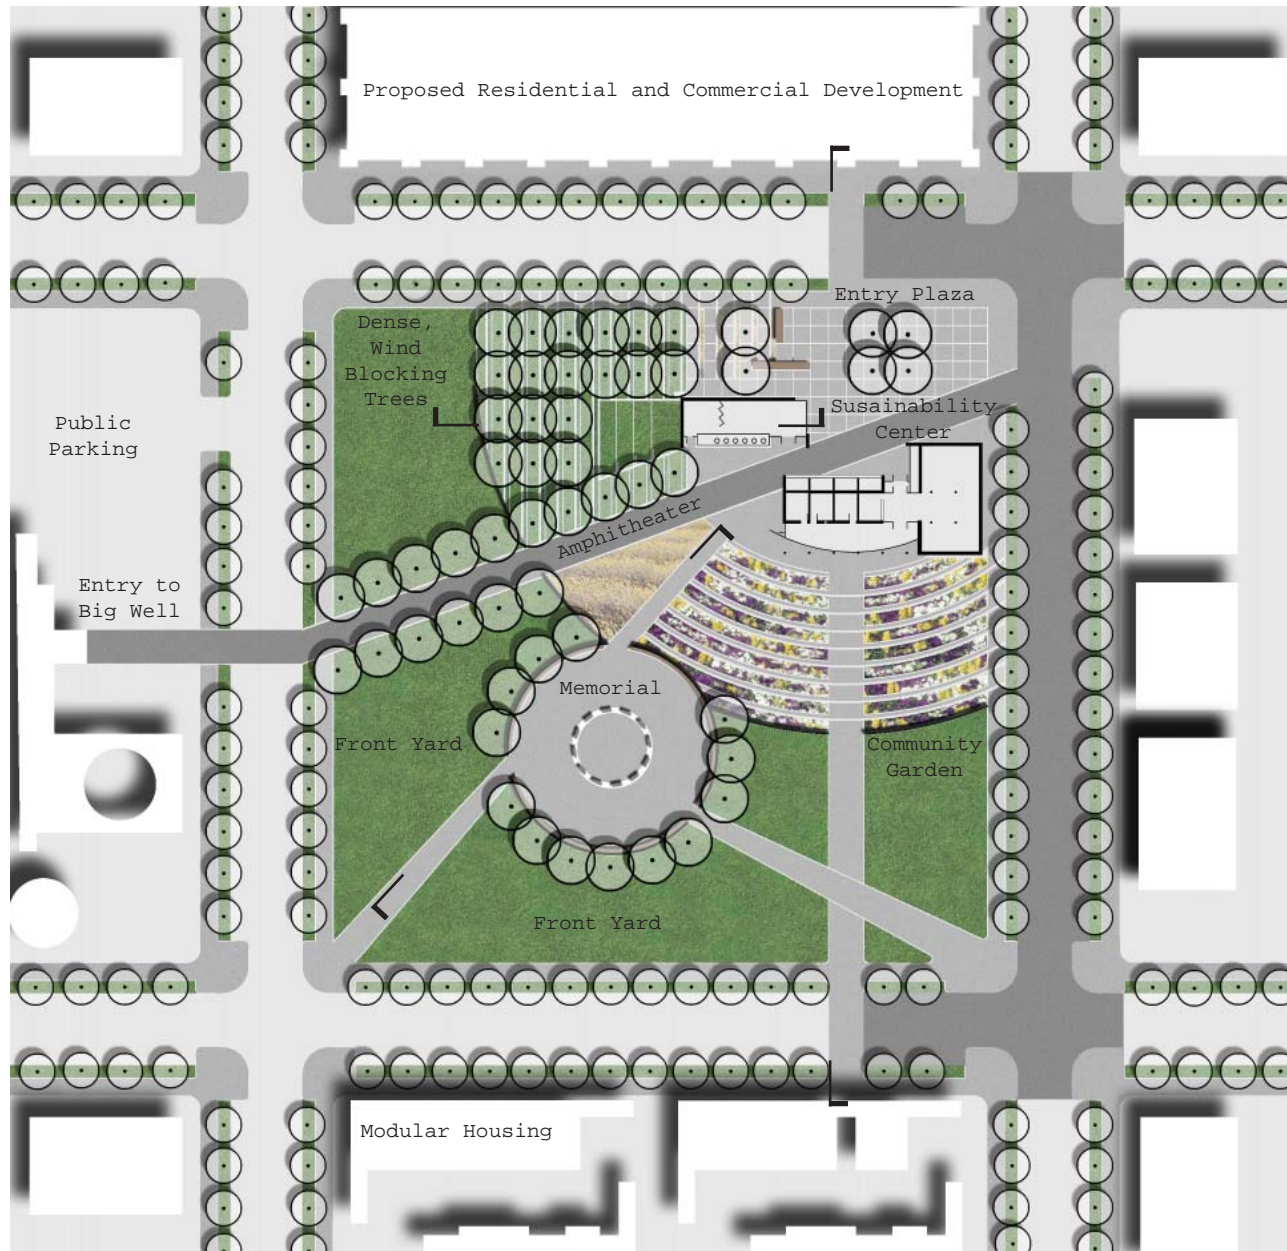 Proposed Residential and Commercial Development
Entry Plaza
Dense,
Wind
Blocking
Trees
Public
Parking
Susainability
Center
Amphitheater
Entry to
Big Well
Memorial
Front Yard
Community
Garden
Front Yard
Modular Housing